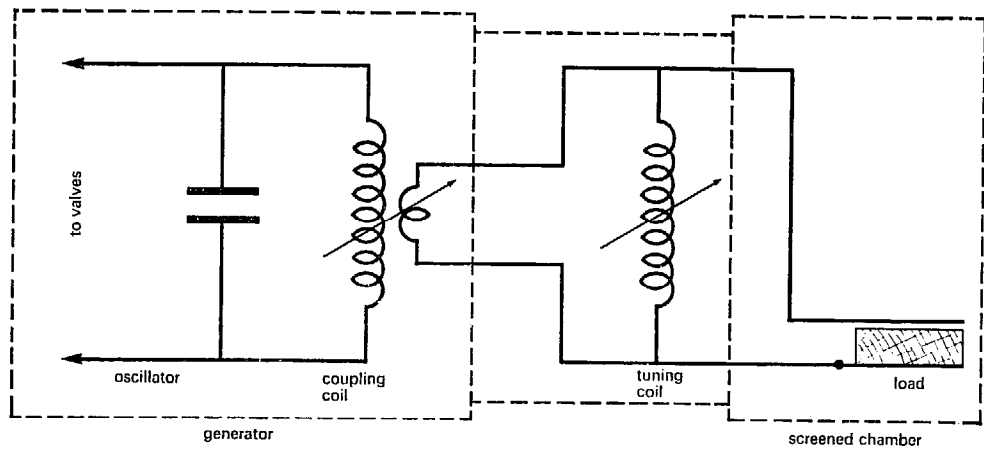 to valves
oscillator
coupling
coil
tuning
coil
load
generator
screened chamber